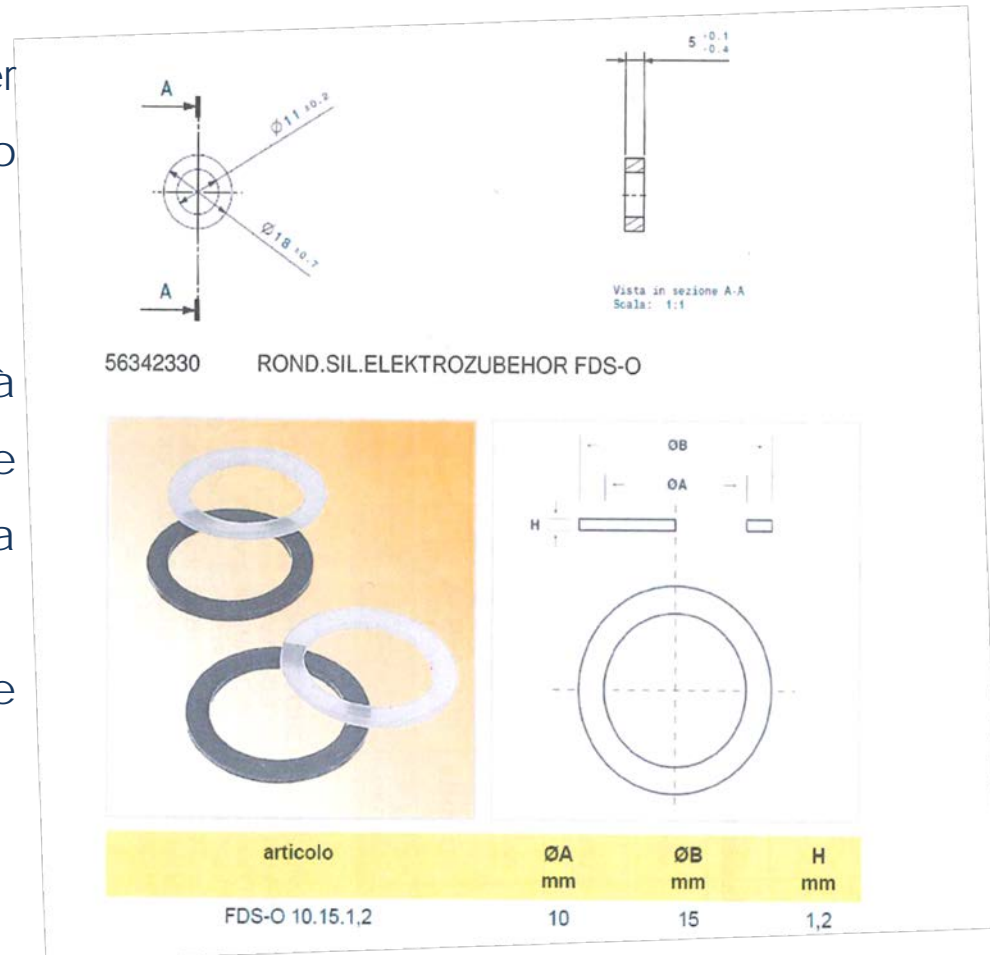 er
o
à
e
a
e
5 -0.1
-0.4
A
Ø11 ±0.2
Ø18 ±0.7
A
Vista in sezione A-A
Scala: 1:1
56342330 ROND.SIL.ELEKTROZUBEHOR FDS-O
ØB
ØA
H
articolo ØA ØB H
mm mm mm
FDS-O 10.15.1,2 10 15 1,2